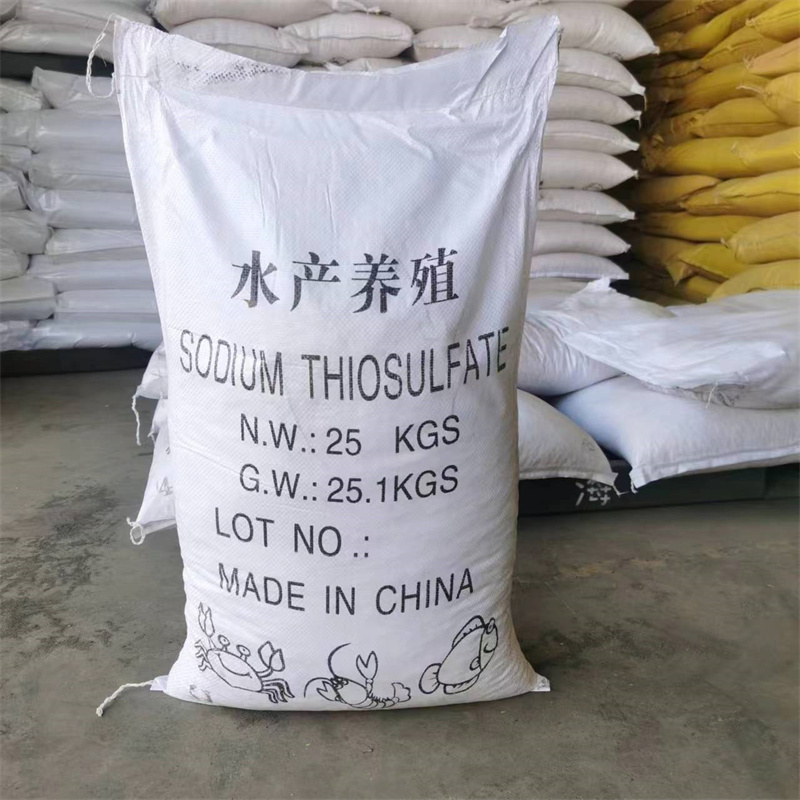 水产养殖
SODIUM THIOSULFATE
N.W.: 25 KGS
G.W.: 25.1KGS
LOT NO.:
MADE IN CHINA